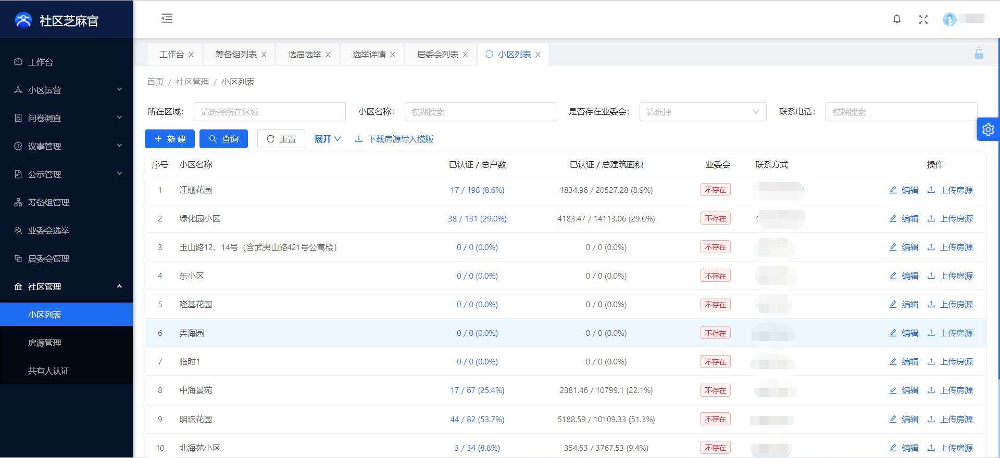 社区芝麻官
工作台
小区运营
问卷调查
议事管理
公示管理
筹备组管理
业委会选举
居委会管理
社区管理
小区列表
房源管理
共有人认证
工作台 筹备组列表 选届选举 选举详情 居委会列表 小区列表
首页 / 社区管理 / 小区列表
所在区域: 请选择所在区域 小区名称: 模糊搜索 是否存在业委会: 请选择 联系电话: 模糊搜索
新 建 查询 重置 展开 下载房源导入模版
序号 小区名称 已认证 / 总户数 已认证 / 总建筑面积 业委会 联系方式 操作
1 江珊花园 17 / 198 (8.6%) 1834.96 / 20527.28 (8.9%) 不存在 编辑 上传房源
2 绿化园小区 38 / 131 (29.0%) 4183.47 / 14113.06 (29.6%) 不存在 编辑 上传房源
3 玉山路12、14号（含武夷山路421号公寓楼） 0 / 0 (0.0%) 0 / 0 (0.0%) 不存在 编辑 上传房源
4 东小区 0 / 0 (0.0%) 0 / 0 (0.0%) 不存在 编辑 上传房源
5 隆基花园 0 / 0 (0.0%) 0 / 0 (0.0%) 不存在 编辑 上传房源
6 弄海园 0 / 0 (0.0%) 0 / 0 (0.0%) 不存在 编辑 上传房源
7 临时1 0 / 0 (0.0%) 0 / 0 (0.0%) 不存在 编辑 上传房源
8 中海景苑 17 / 67 (25.4%) 2381.46 / 10799.1 (22.1%) 不存在 编辑 上传房源
9 明珠花园 44 / 82 (53.7%) 5188.59 / 10109.33 (51.3%) 不存在 编辑 上传房源
10 北海苑小区 3 / 34 (8.8%) 354.53 / 3767.53 (9.4%) 不存在 编辑 上传房源